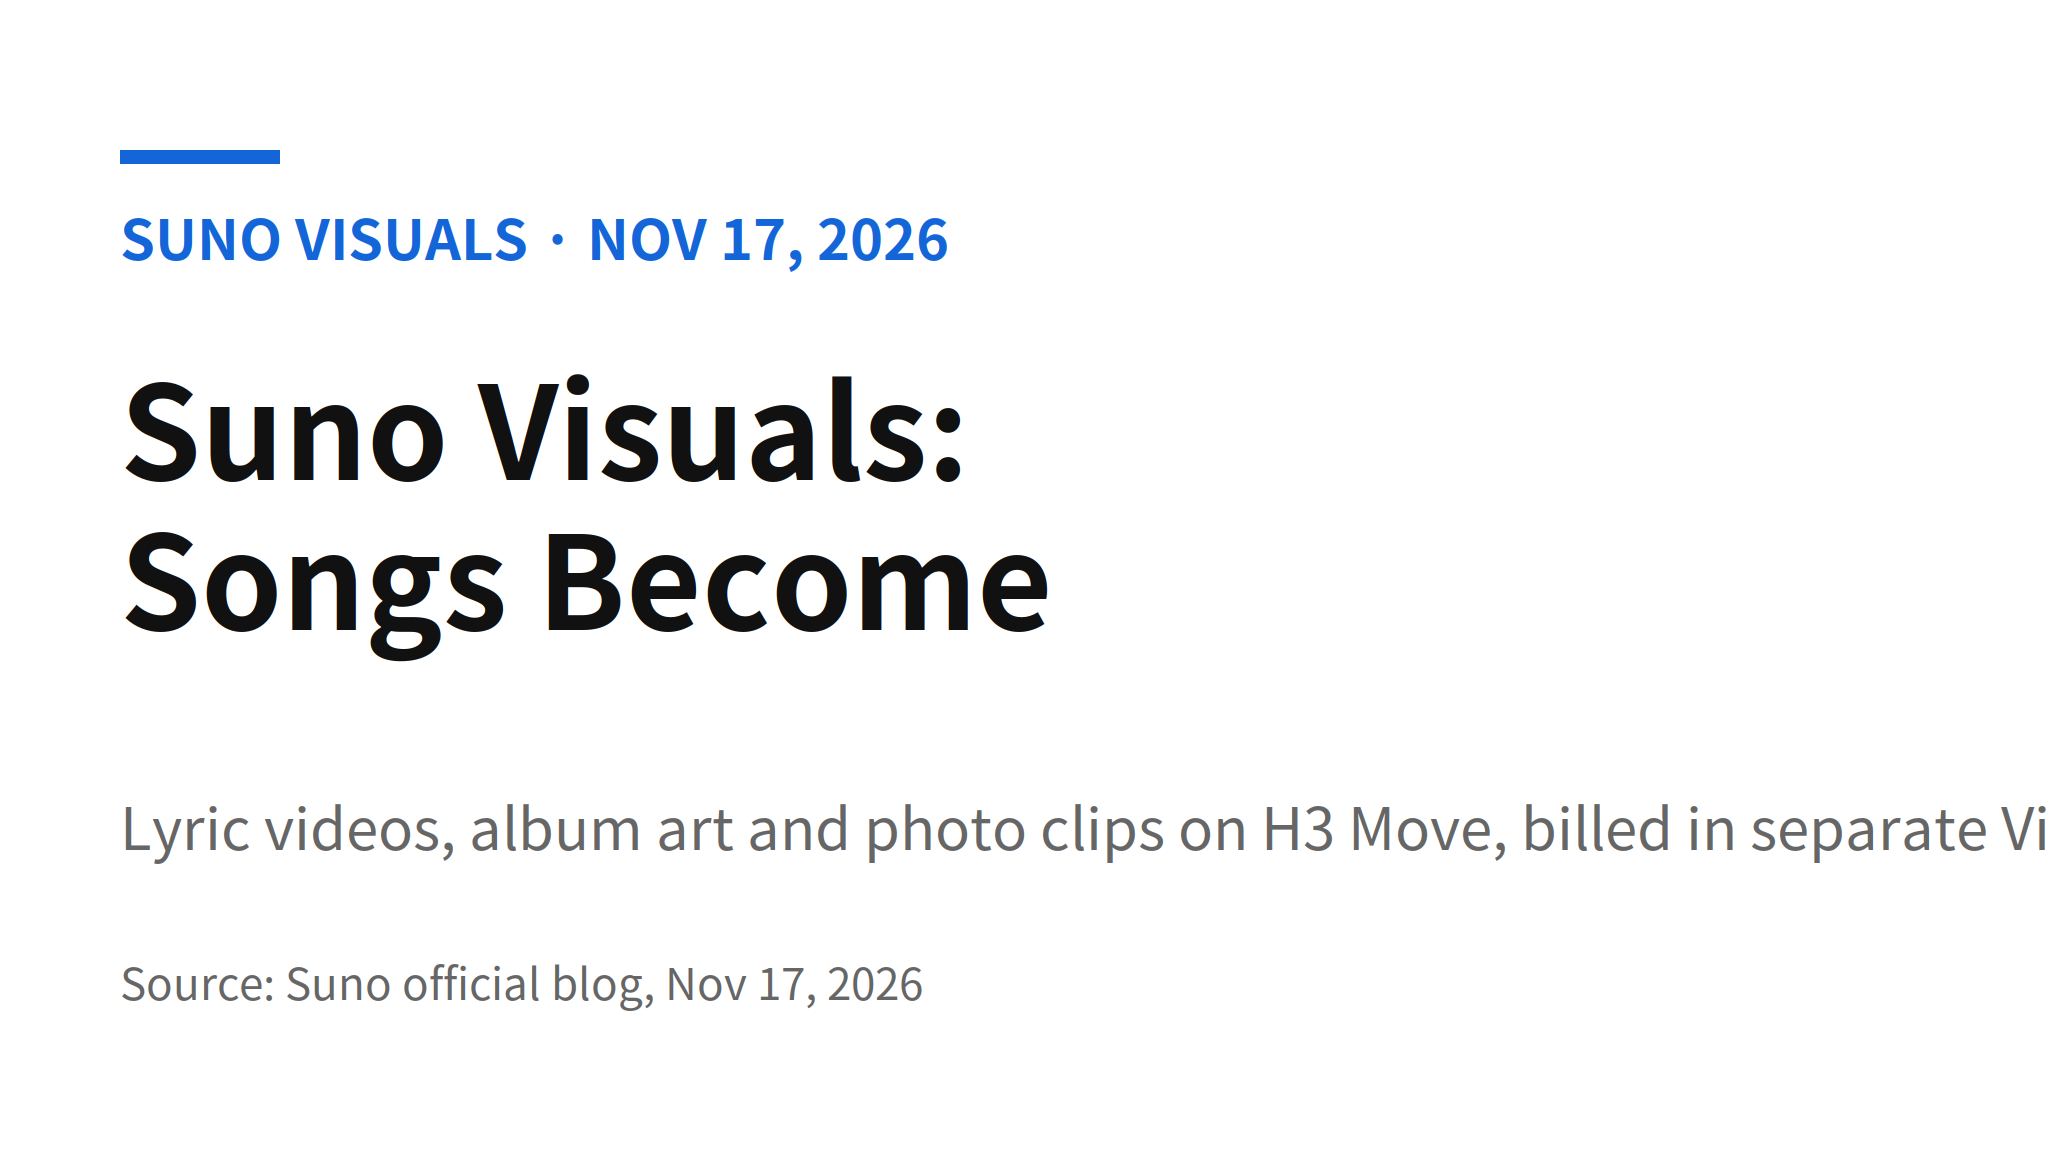 SUNO VISUALS · NOV 17, 2026
Suno Visuals:
Songs Become
Lyric videos, album art and photo clips on H3 Move, billed in separate Vi
Source: Suno official blog, Nov 17, 2026